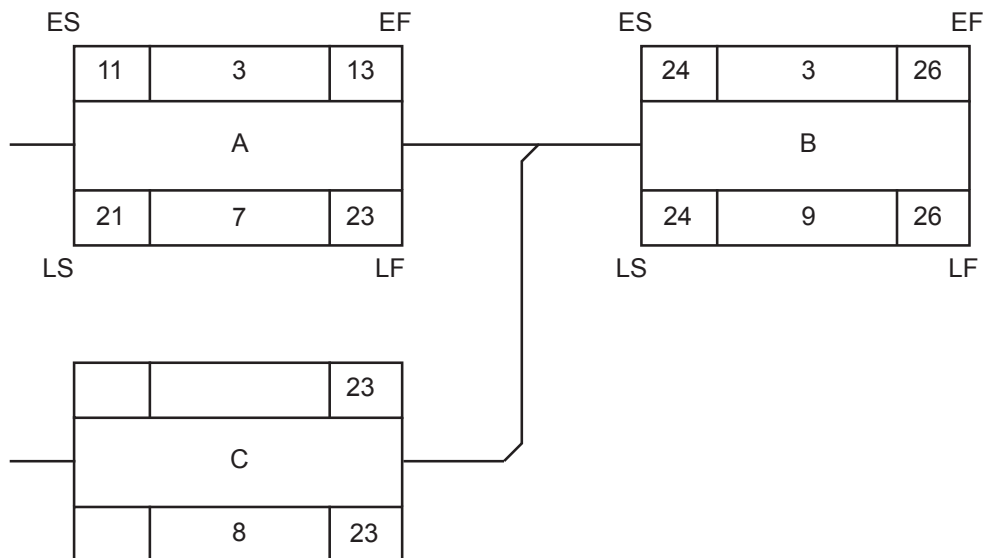 ES EF ES EF
11 3 13 24 3 26
A B
21 7 23 24 9 26
LS LF LS LF
23
C
8 23